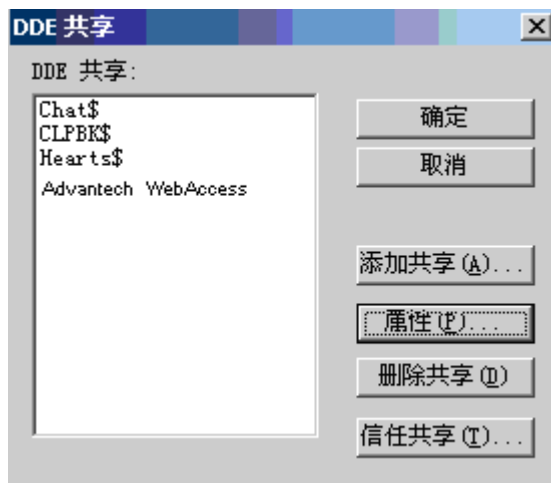 DDE 共享
DDE 共享:
Chat$
CLPBK$
Hearts$
Advantech WebAccess
确定
取消
添加共享(A)...
属性(P)...
删除共享(D)
信任共享(T)...